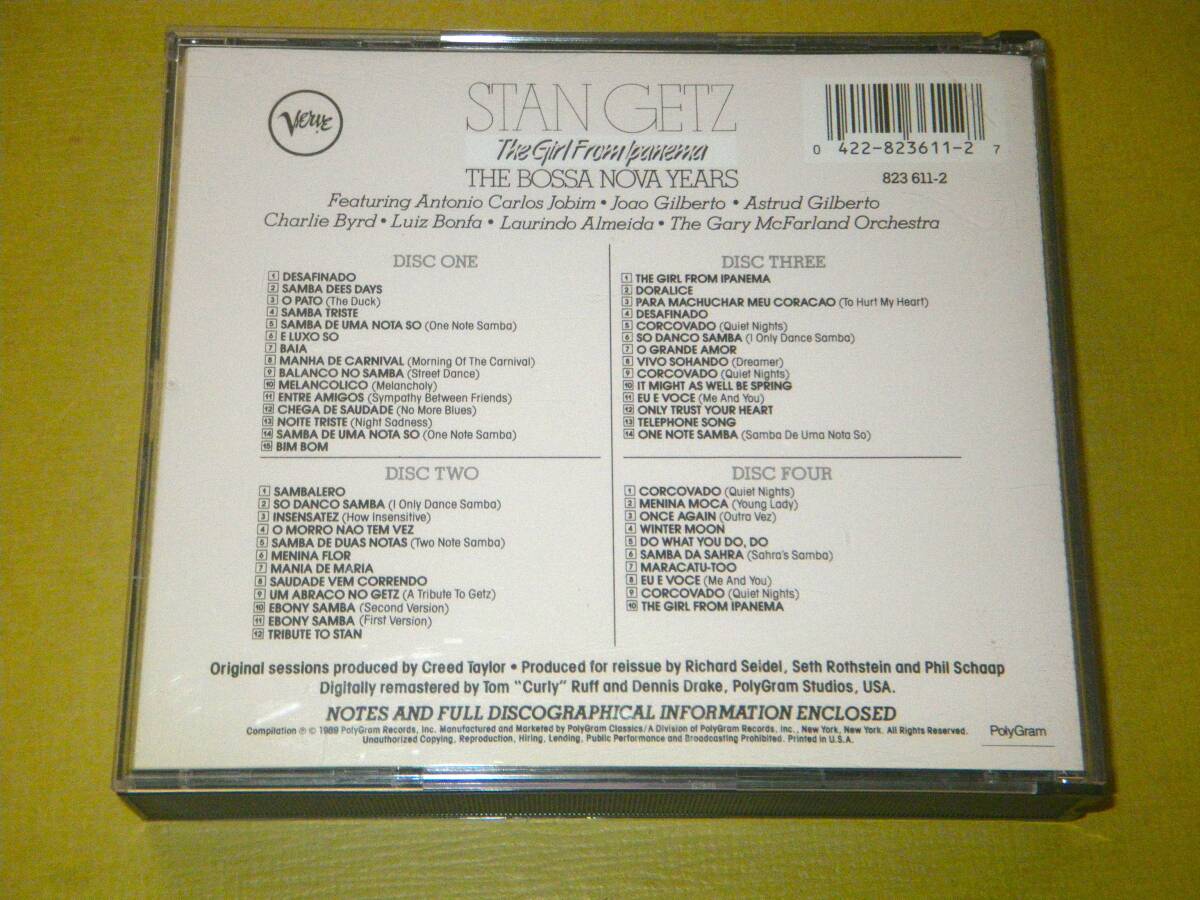 Verve
STAN GETZ
The Girl From Ipanema
THE BOSSA NOVA YEARS
Featuring Antonio Carlos Jobim • Joao Gilberto • Astrud Gilberto
Charlie Byrd • Luiz Bonfa • Laurindo Almeida • The Gary McFarland Orchestra
0 422-823611-2 7
823 611-2
DISC ONE
1 DESAFINADO
2 SAMBA DEES DAYS
3 O PATO (The Duck)
4 SAMBA TRISTE
5 SAMBA DE UMA NOTA SO (One Note Samba)
6 E LUXO SO
7 BAIA
8 MANHA DE CARNIVAL (Morning Of The Carnival)
9 BALANCO NO SAMBA (Street Dance)
10 MELANCOLICO (Melancholy)
11 ENTRE AMIGOS (Sympathy Between Friends)
12 CHEGA DE SAUDADE (No More Blues)
13 NOITE TRISTE (Night Sadness)
14 SAMBA DE UMA NOTA SO (One Note Samba)
15 BIM BOM
DISC TWO
1 SAMBALERO
2 SO DANCO SAMBA (I Only Dance Samba)
3 INSENSATEZ (How Insensitive)
4 O MORRO NAO TEM VEZ
5 SAMBA DE DUAS NOTAS (Two Note Samba)
6 MENINA FLOR
7 MANIA DE MARIA
8 SAUDADE VEM CORRENDO
9 UM ABRACO NO GETZ (A Tribute To Getz)
10 EBONY SAMBA (Second Version)
11 EBONY SAMBA (First Version)
12 TRIBUTE TO STAN
DISC THREE
1 THE GIRL FROM IPANEMA
2 DORALICE
3 PARA MACHUCHAR MEU CORACAO (To Hurt My Heart)
4 DESAFINADO
5 CORCOVADO (Quiet Nights)
6 SO DANCO SAMBA (I Only Dance Samba)
7 O GRANDE AMOR
8 VIVO SOHANDO (Dreamer)
9 CORCOVADO (Quiet Nights)
10 IT MIGHT AS WELL BE SPRING
11 EU E VOCE (Me And You)
12 ONLY TRUST YOUR HEART
13 TELEPHONE SONG
14 ONE NOTE SAMBA (Samba De Uma Nota So)
DISC FOUR
1 CORCOVADO (Quiet Nights)
2 MENINA MOCA (Young Lady)
3 ONCE AGAIN (Outra Vez)
4 WINTER MOON
5 DO WHAT YOU DO, DO
6 SAMBA DA SAHRA (Sahra's Samba)
7 MARACATU-TOO
8 EU E VOCE (Me And You)
9 CORCOVADO (Quiet Nights)
10 THE GIRL FROM IPANEMA
Original sessions produced by Creed Taylor • Produced for reissue by Richard Seidel, Seth Rothstein and Phil Schaap
Digitally remastered by Tom "Curly" Ruff and Dennis Drake, PolyGram Studios, USA.
NOTES AND FULL DISCOGRAPHICAL INFORMATION ENCLOSED
Compilation ℗ © 1989 PolyGram Records, Inc. Manufactured and Marketed by PolyGram Classics/A Division of PolyGram Records, Inc., New York, New York. All Rights Reserved.
Unauthorized Copying, Reproduction, Hiring, Lending, Public Performance and Broadcasting Prohibited. Printed in U.S.A.
PolyGram